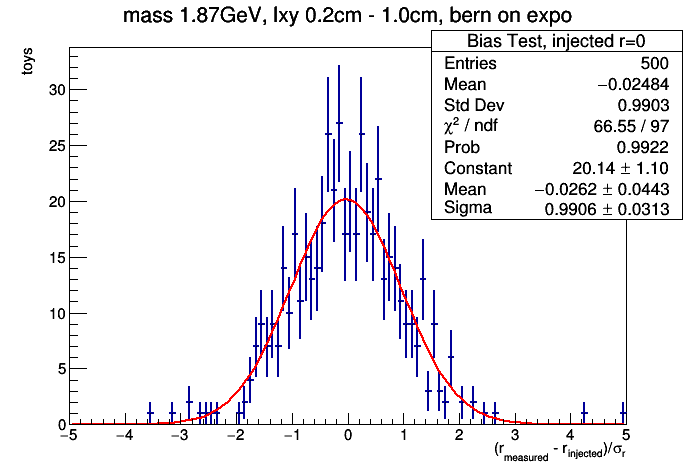 mass 1.87GeV, lxy 0.2cm - 1.0cm, bern on expo
Bias Test, injected r=0
Entries 500
Mean −0.02484
Std Dev 0.9903
χ² / ndf 66.55 / 97
Prob 0.9922
Constant 20.14 ± 1.10
Mean −0.0262 ± 0.0443
Sigma 0.9906 ± 0.0313
toys
30
25
20
15
10
5
0
−5 −4 −3 −2 −1 0 1 2 3 4 5
(r_measured - r_injected)/σ_r